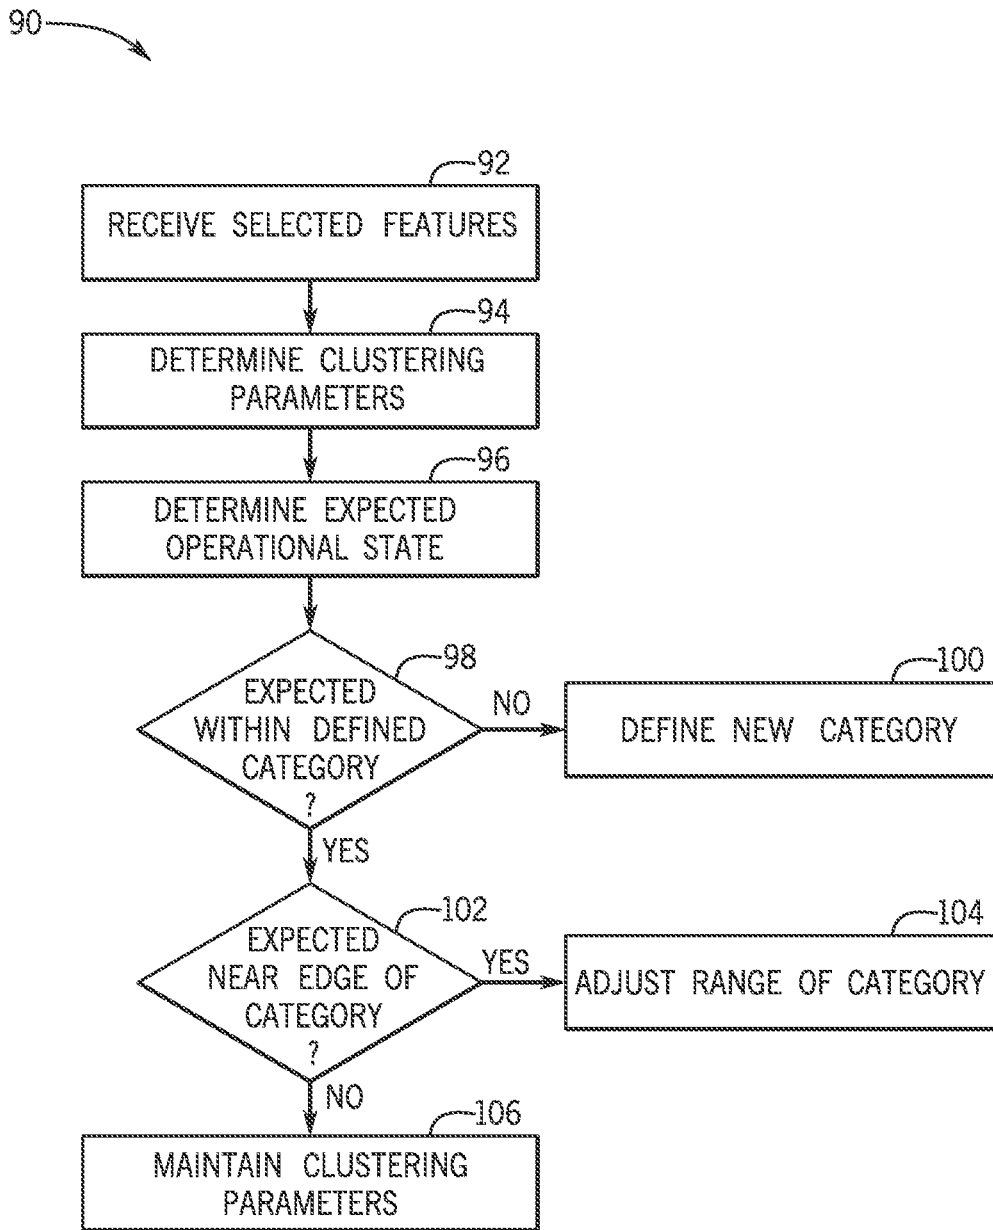 90
92
RECEIVE SELECTED FEATURES
94
DETERMINE CLUSTERING
PARAMETERS
96
DETERMINE EXPECTED
OPERATIONAL STATE
98
EXPECTED
WITHIN DEFINED
CATEGORY
?
NO
100
DEFINE NEW CATEGORY
YES
102
EXPECTED
NEAR EDGE OF
CATEGORY
?
YES
104
ADJUST RANGE OF CATEGORY
NO
106
MAINTAIN CLUSTERING
PARAMETERS